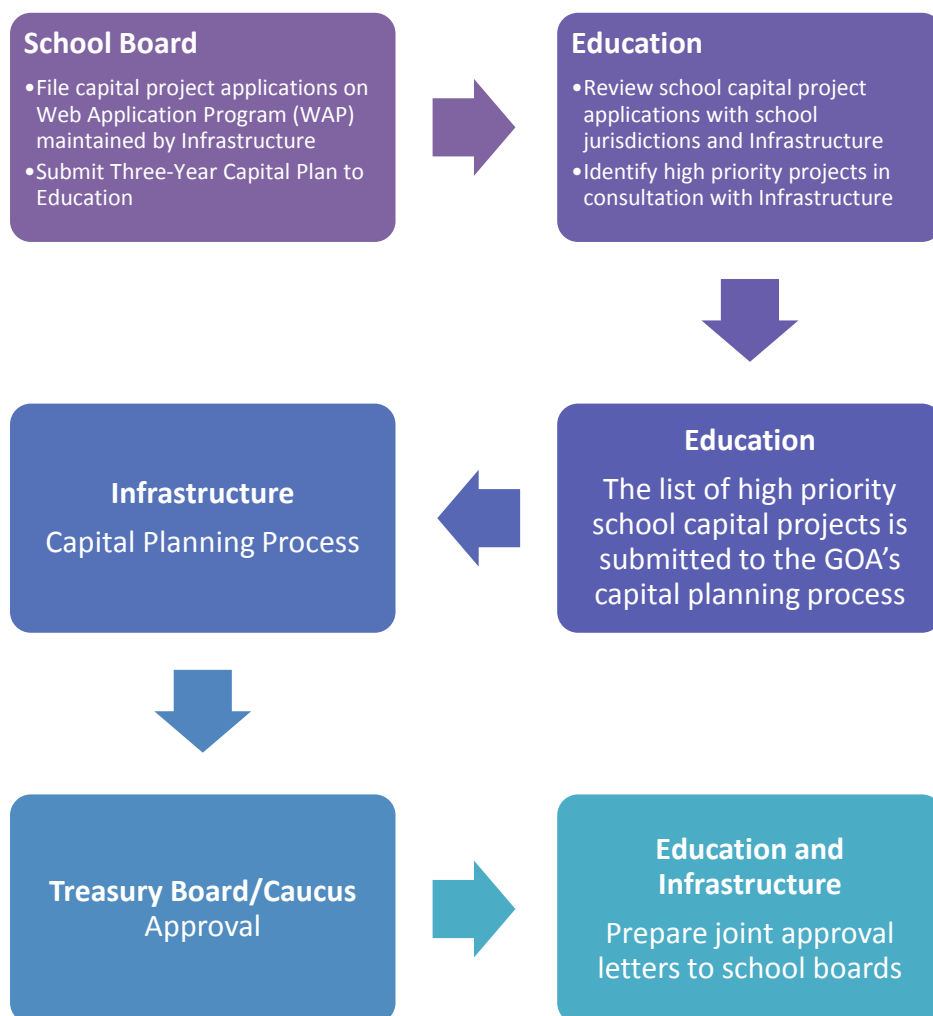 School Board
•File capital project applications on
Web Application Program (WAP)
maintained by Infrastructure
•Submit Three-Year Capital Plan to
Education
Education
•Review school capital project
applications with school
jurisdictions and Infrastructure
•Identify high priority projects in
consultation with Infrastructure
Education
The list of high priority
school capital projects is
submitted to the GOA’s
capital planning process
Infrastructure
Capital Planning Process
Treasury Board/Caucus
Approval
Education and
Infrastructure
Prepare joint approval
letters to school boards